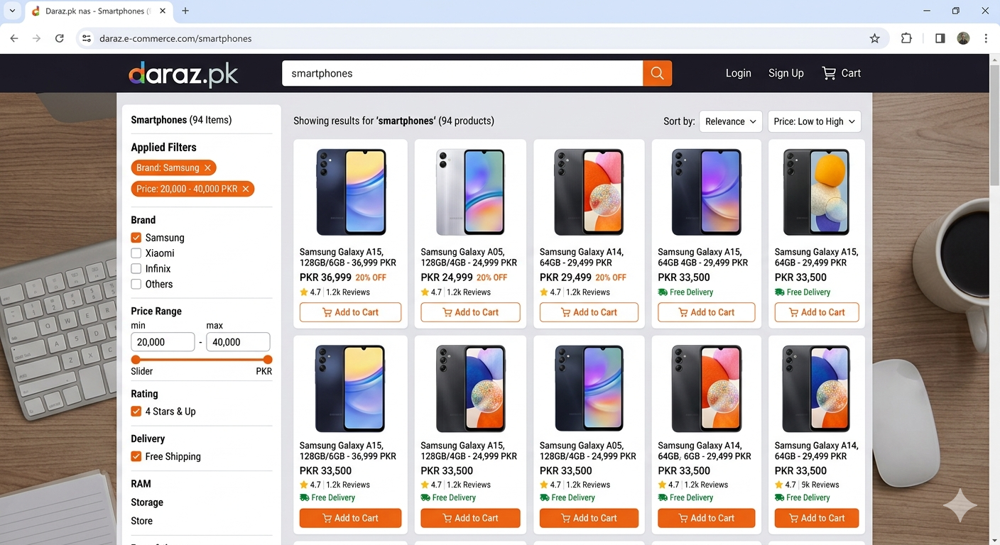 Daraz.pk nas - Smartphones (
daraz.e-commerce.com/smartphones
daraz.pk
smartphones
Login
Sign Up
Cart
Smartphones (94 Items)
Applied Filters
Brand: Samsung
Price: 20,000 - 40,000 PKR
Brand
Samsung
Xiaomi
Infinix
Others
Price Range
min max
20,000 - 40,000
Slider PKR
Rating
4 Stars & Up
Delivery
Free Shipping
RAM
Storage
Store
Showing results for 'smartphones' (94 products)
Sort by: Relevance Price: Low to High
Samsung Galaxy A15,
128GB/6GB - 36,999 PKR
PKR 36,999 20% OFF
4.7 | 1.2k Reviews
Add to Cart
Samsung Galaxy A05,
128GB/4GB - 24,999 PKR
PKR 24,999 20% OFF
4.7 | 1.2k Reviews
Add to Cart
Samsung Galaxy A14,
64GB - 29,499 PKR
PKR 29,499 20% OFF
4.7 | 1.2k Reviews
Add to Cart
Samsung Galaxy A15,
64GB 4GB - 29,499 PKR
PKR 33,500
Free Delivery
Add to Cart
Samsung Galaxy A15,
64GB - 29,499 PKR
PKR 33,500
Free Delivery
Add to Cart
Samsung Galaxy A15,
128GB/6GB - 36,999 PKR
PKR 33,500
4.7 | 1.2k Reviews
Free Delivery
Add to Cart
Samsung Galaxy A15,
128GB/4GB - 24,999 PKR
PKR 33,500
4.7 | 1.2k Reviews
Free Delivery
Add to Cart
Samsung Galaxy A05,
128GB/4GB - 24,999 PKR
PKR 33,500
4.7 | 1.2k Reviews
Free Delivery
Add to Cart
Samsung Galaxy A14,
64GB, 6GB - 29,499 PKR
PKR 33,500
4.7 | 1.2k Reviews
Free Delivery
Add to Cart
Samsung Galaxy A14,
64GB - 29,499 PKR
PKR 33,500
4.7 | 9k Reviews
Free Delivery
Add to Cart